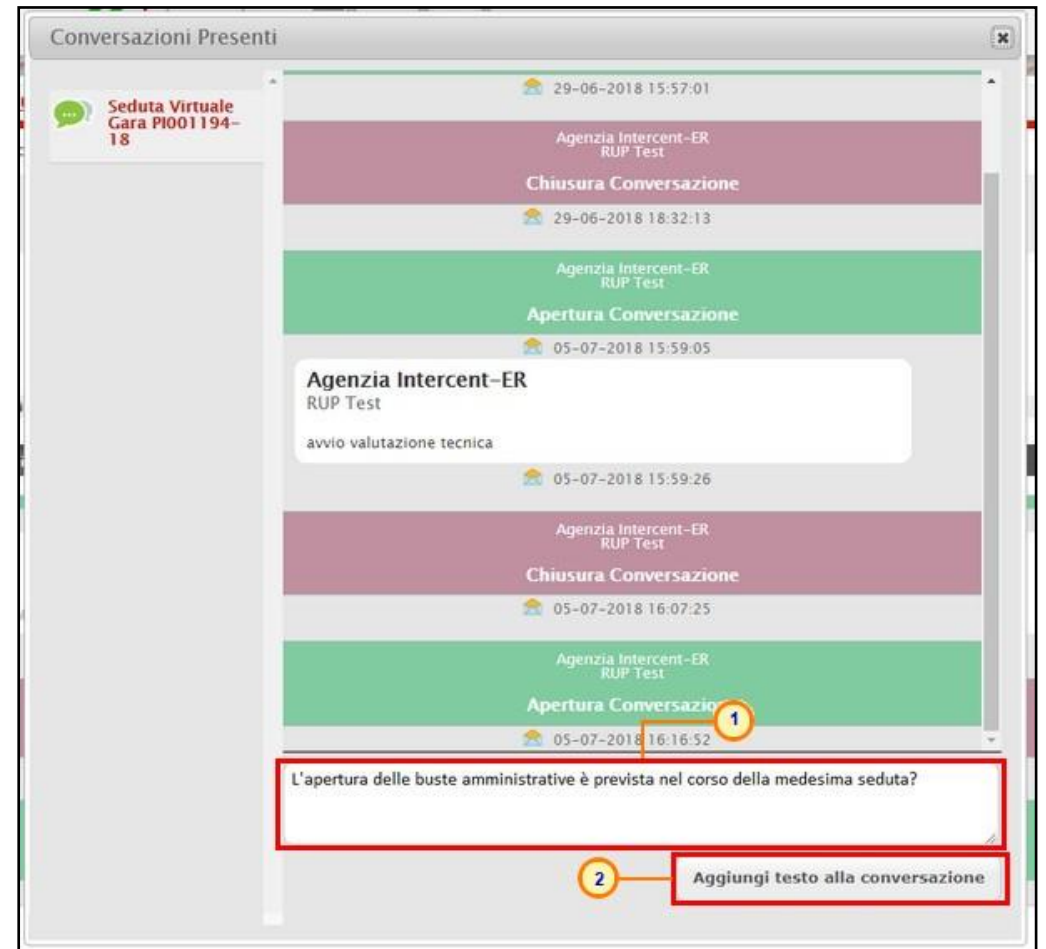 Conversazioni Presenti
Seduta Virtuale
Gara PI001194-
18
29-06-2018 15:57:01
Agenzia Intercent-ER
RUP Test
Chiusura Conversazione
29-06-2018 18:32:13
Agenzia Intercent-ER
RUP Test
Apertura Conversazione
05-07-2018 15:59:05
Agenzia Intercent-ER
RUP Test
avvio valutazione tecnica
05-07-2018 15:59:26
Agenzia Intercent-ER
RUP Test
Chiusura Conversazione
05-07-2018 16:07:25
Agenzia Intercent-ER
RUP Test
Apertura Conversazione
1
05-07-2018 16:16:52
L'apertura delle buste amministrative è prevista nel corso della medesima seduta?
2
Aggiungi testo alla conversazione